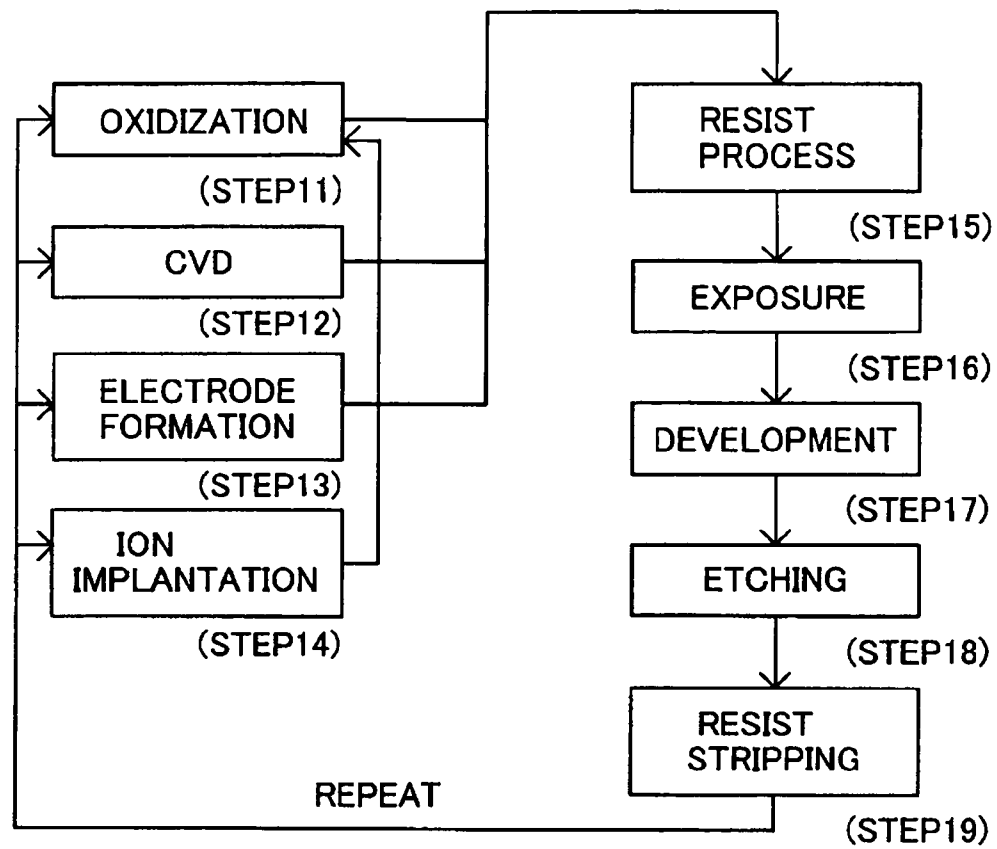 OXIDIZATION
(STEP11)
CVD
(STEP12)
ELECTRODE
FORMATION
(STEP13)
ION
IMPLANTATION
(STEP14)
RESIST
PROCESS
(STEP15)
EXPOSURE
(STEP16)
DEVELOPMENT
(STEP17)
ETCHING
(STEP18)
RESIST
STRIPPING
(STEP19)
REPEAT